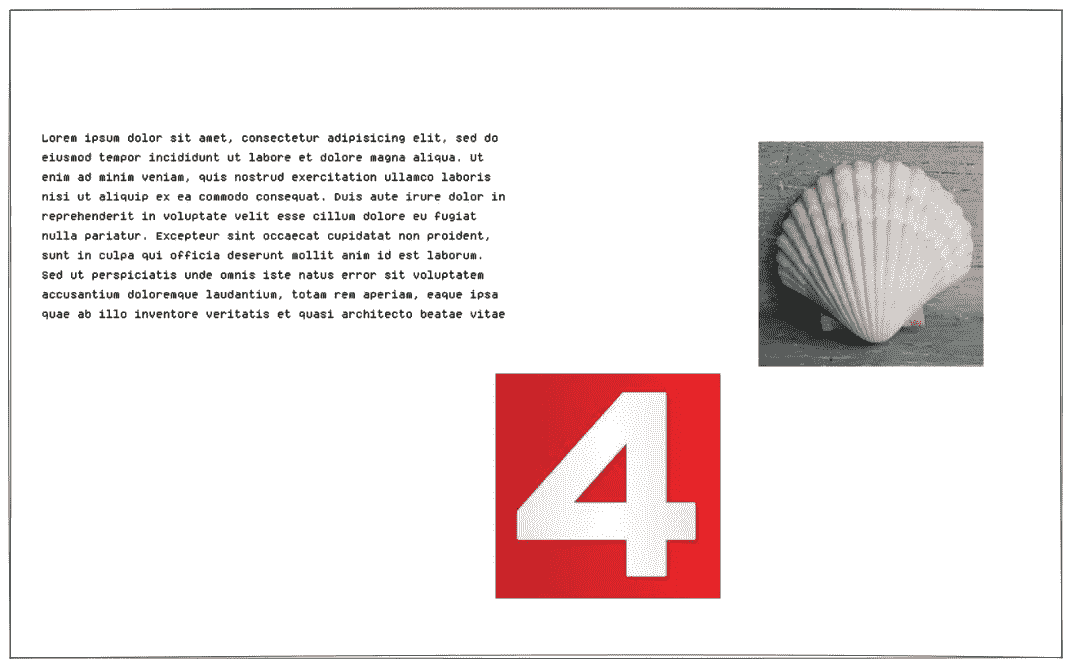 Lorem ipsum dolor sit amet, consectetur adipisicing elit, sed do
eiusmod tempor incididunt ut labore et dolore magna aliqua. Ut
enim ad minim veniam, quis nostrud exercitation ullamco laboris
nisi ut aliquip ex ea commodo consequat. Duis aute irure dolor in
reprehenderit in voluptate velit esse cillum dolore eu fugiat
nulla pariatur. Excepteur sint occaecat cupidatat non proident,
sunt in culpa qui officia deserunt mollit anim id est laborum.
Sed ut perspiciatis unde omnis iste natus error sit voluptatem
accusantium doloremque laudantium, totam rem aperiam, eaque ipsa
quae ab illo inventore veritatis et quasi architecto beatae vitae
4